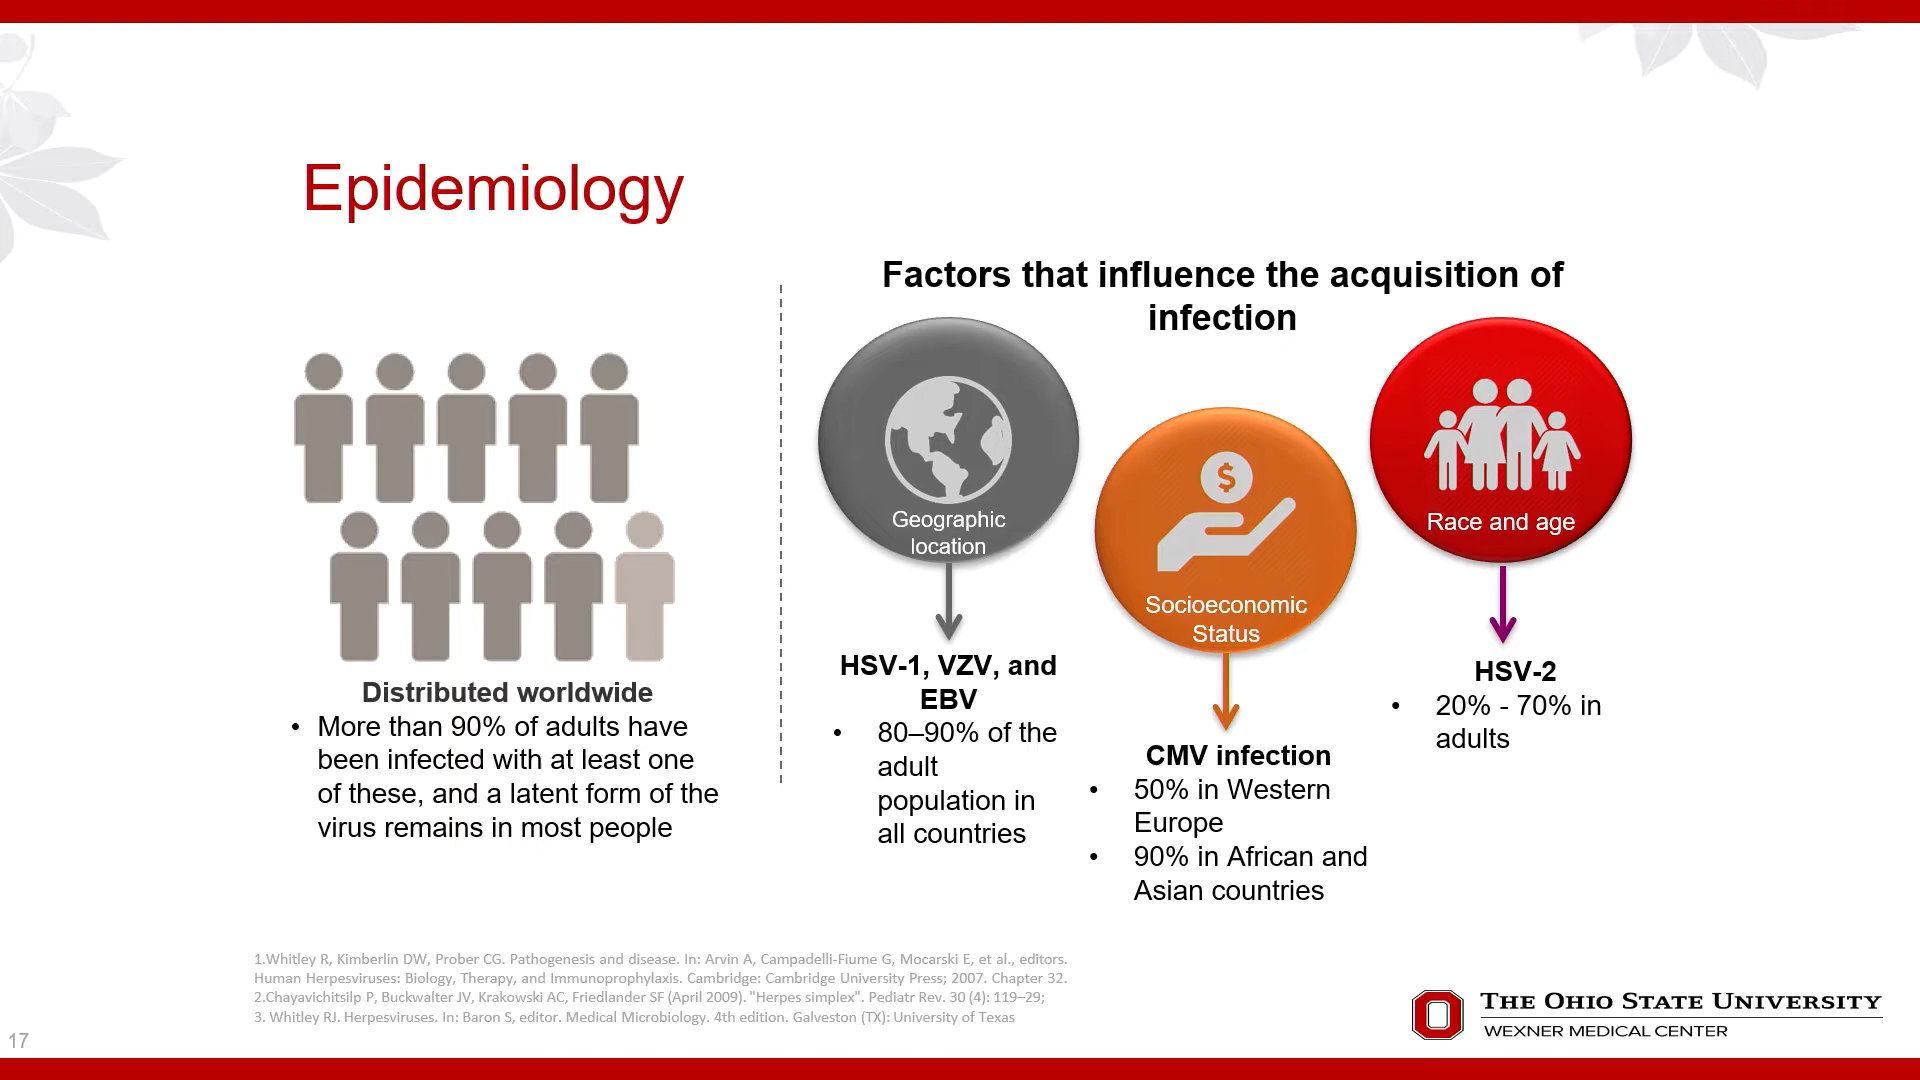 Epidemiology
Factors that influence the acquisition of
infection
Distributed worldwide
• More than 90% of adults have
been infected with at least one
of these, and a latent form of the
virus remains in most people
Geographic
location
HSV-1, VZV, and
EBV
• 80–90% of the
adult
population in
all countries
$
Socioeconomic
Status
CMV infection
• 50% in Western
Europe
• 90% in African and
Asian countries
Race and age
HSV-2
• 20% - 70% in
adults
1.Whitley R, Kimberlin DW, Prober CG. Pathogenesis and disease. In: Arvin A, Campadelli-Fiume G, Mocarski E, et al., editors.
Human Herpesviruses: Biology, Therapy, and Immunoprophylaxis. Cambridge: Cambridge University Press; 2007. Chapter 32.
2.Chayavichitsilp P, Buckwalter JV, Krakowski AC, Friedlander SF (April 2009). "Herpes simplex". Pediatr Rev. 30 (4): 119–29;
3. Whitley RJ. Herpesviruses. In: Baron S, editor. Medical Microbiology. 4th edition. Galveston (TX): University of Texas
THE OHIO STATE UNIVERSITY
WEXNER MEDICAL CENTER
17